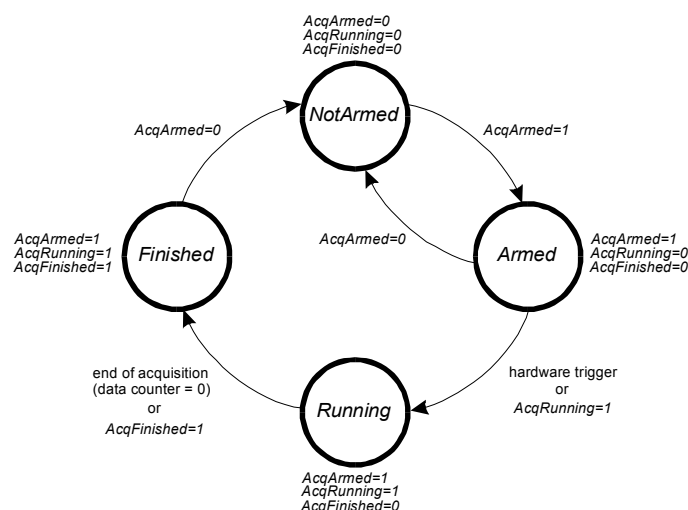 AcqArmed=0
AcqRunning=0
AcqFinished=0
NotArmed
AcqArmed=0
AcqArmed=1
AcqArmed=0
AcqArmed=1
AcqRunning=1
AcqFinished=1
Finished
Armed
AcqArmed=1
AcqRunning=0
AcqFinished=0
end of acquisition
(data counter = 0)
or
AcqFinished=1
Running
hardware trigger
or
AcqRunning=1
AcqArmed=1
AcqRunning=1
AcqFinished=0